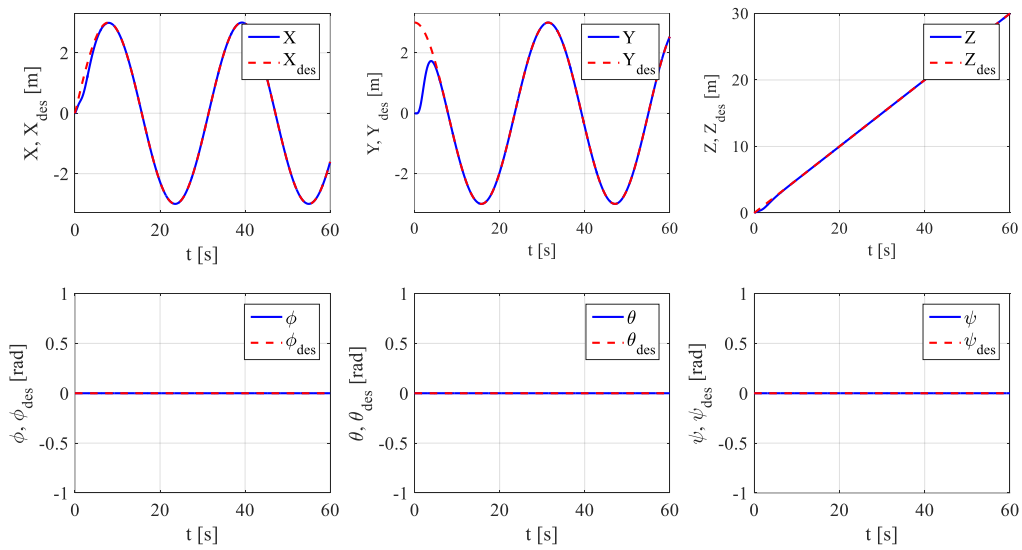 X, X_des [m]
2
0
-2
0
20
40
60
t [s]
X
X_des
Y, Y_des [m]
2
0
-2
0
20
40
60
t [s]
Y
Y_des
Z, Z_des [m]
30
20
10
0
0
20
40
60
t [s]
Z
Z_des
ϕ, ϕ_des [rad]
1
0.5
0
-0.5
-1
0
20
40
60
t [s]
ϕ
ϕ_des
θ, θ_des [rad]
1
0.5
0
-0.5
-1
0
20
40
60
t [s]
θ
θ_des
ψ, ψ_des [rad]
1
0.5
0
-0.5
-1
0
20
40
60
t [s]
ψ
ψ_des